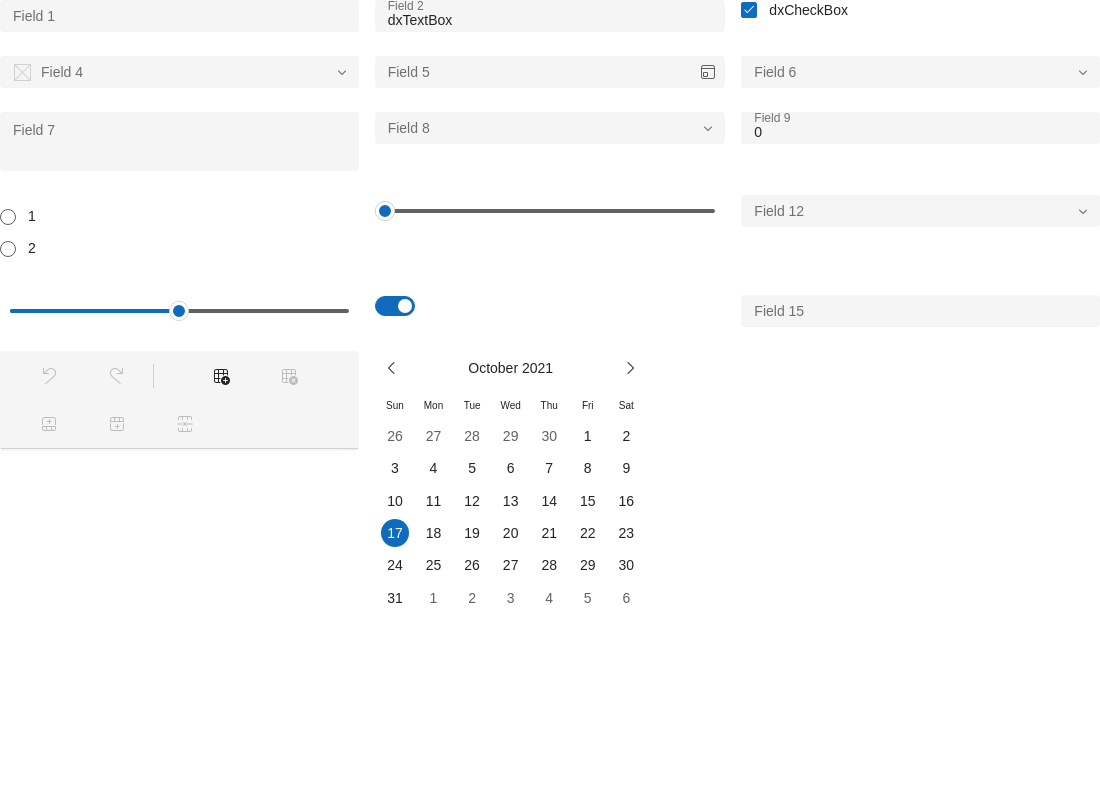 Field 1
Field 2
dxTextBox
dxCheckBox
Field 4
Field 5
Field 6
Field 7
Field 8
Field 9
0
1
2
Field 12
Field 15
October 2021
Sun Mon Tue Wed Thu Fri Sat
26 27 28 29 30 1 2
3 4 5 6 7 8 9
10 11 12 13 14 15 16
17 18 19 20 21 22 23
24 25 26 27 28 29 30
31 1 2 3 4 5 6